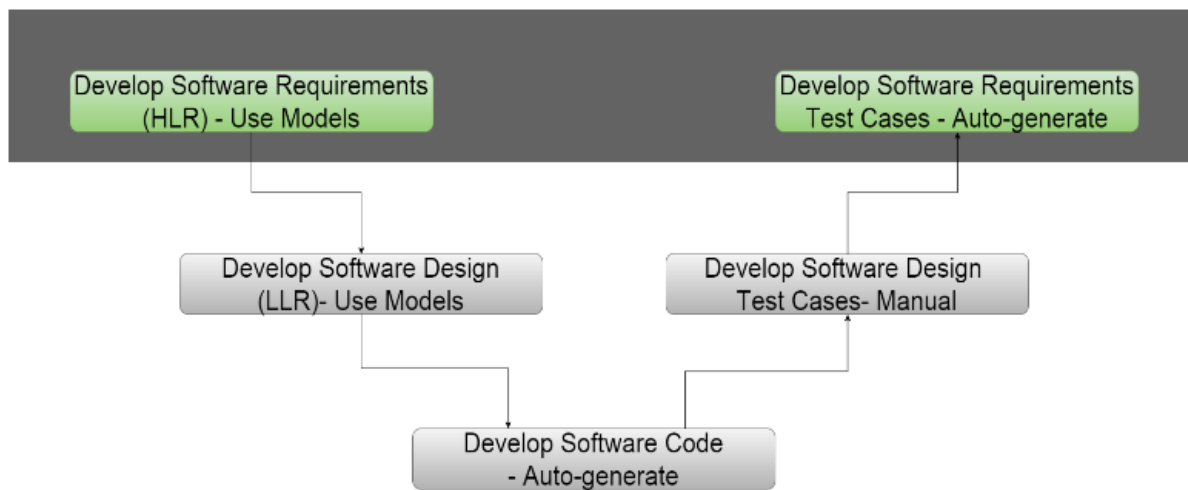 Develop Software Requirements
(HLR) - Use Models
Develop Software Requirements
Test Cases - Auto-generate
Develop Software Design
(LLR)- Use Models
Develop Software Design
Test Cases- Manual
Develop Software Code
- Auto-generate